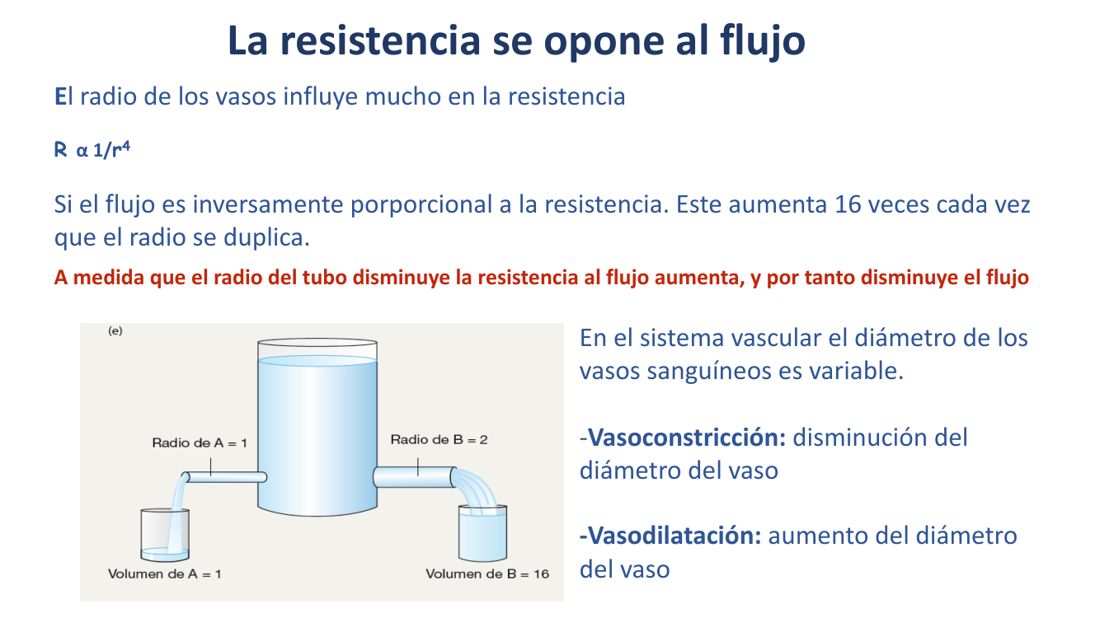 La resistencia se opone al flujo
El radio de los vasos influye mucho en la resistencia
R α 1/r⁴
Si el flujo es inversamente porporcional a la resistencia. Este aumenta 16 veces cada vez
que el radio se duplica.
A medida que el radio del tubo disminuye la resistencia al flujo aumenta, y por tanto disminuye el flujo
(e)
Radio de A = 1
Radio de B = 2
Volumen de A = 1
Volumen de B = 16
En el sistema vascular el diámetro de los
vasos sanguíneos es variable.
-Vasoconstricción: disminución del
diámetro del vaso
-Vasodilatación: aumento del diámetro
del vaso